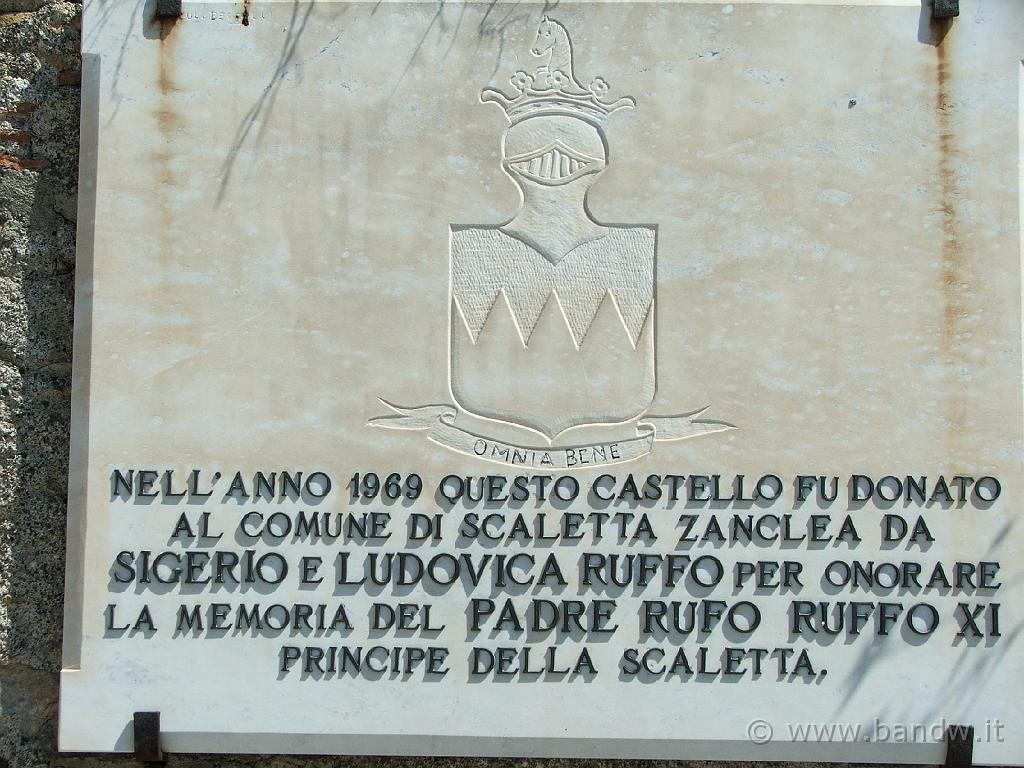 OMNIA BENE
NELL'ANNO 1969 QUESTO CASTELLO FU DONATO
AL COMUNE DI SCALETTA ZANCLEA DA
SIGERIO E LUDOVICA RUFFO PER ONORARE
LA MEMORIA DEL PADRE RUFO RUFFO XI
PRINCIPE DELLA SCALETTA.
© www.bandw.it